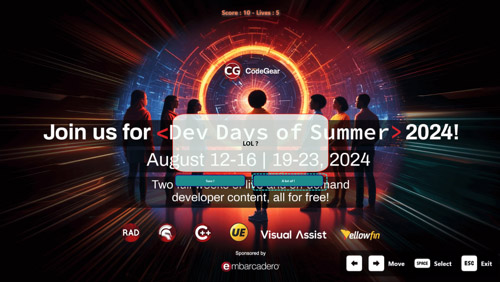 Score : 10 - Lives : 5
CG CodeGear
LOL ?
Join us for <Dev Days of Summer> 2024!
August 12-16 | 19-23, 2024
Two full weeks of live and on-demand
developer content, all for free!
RAD C++ UE Visual Assist Yellowfin
Sponsored by
embarcadero
Move SPACE Select ESC Exit